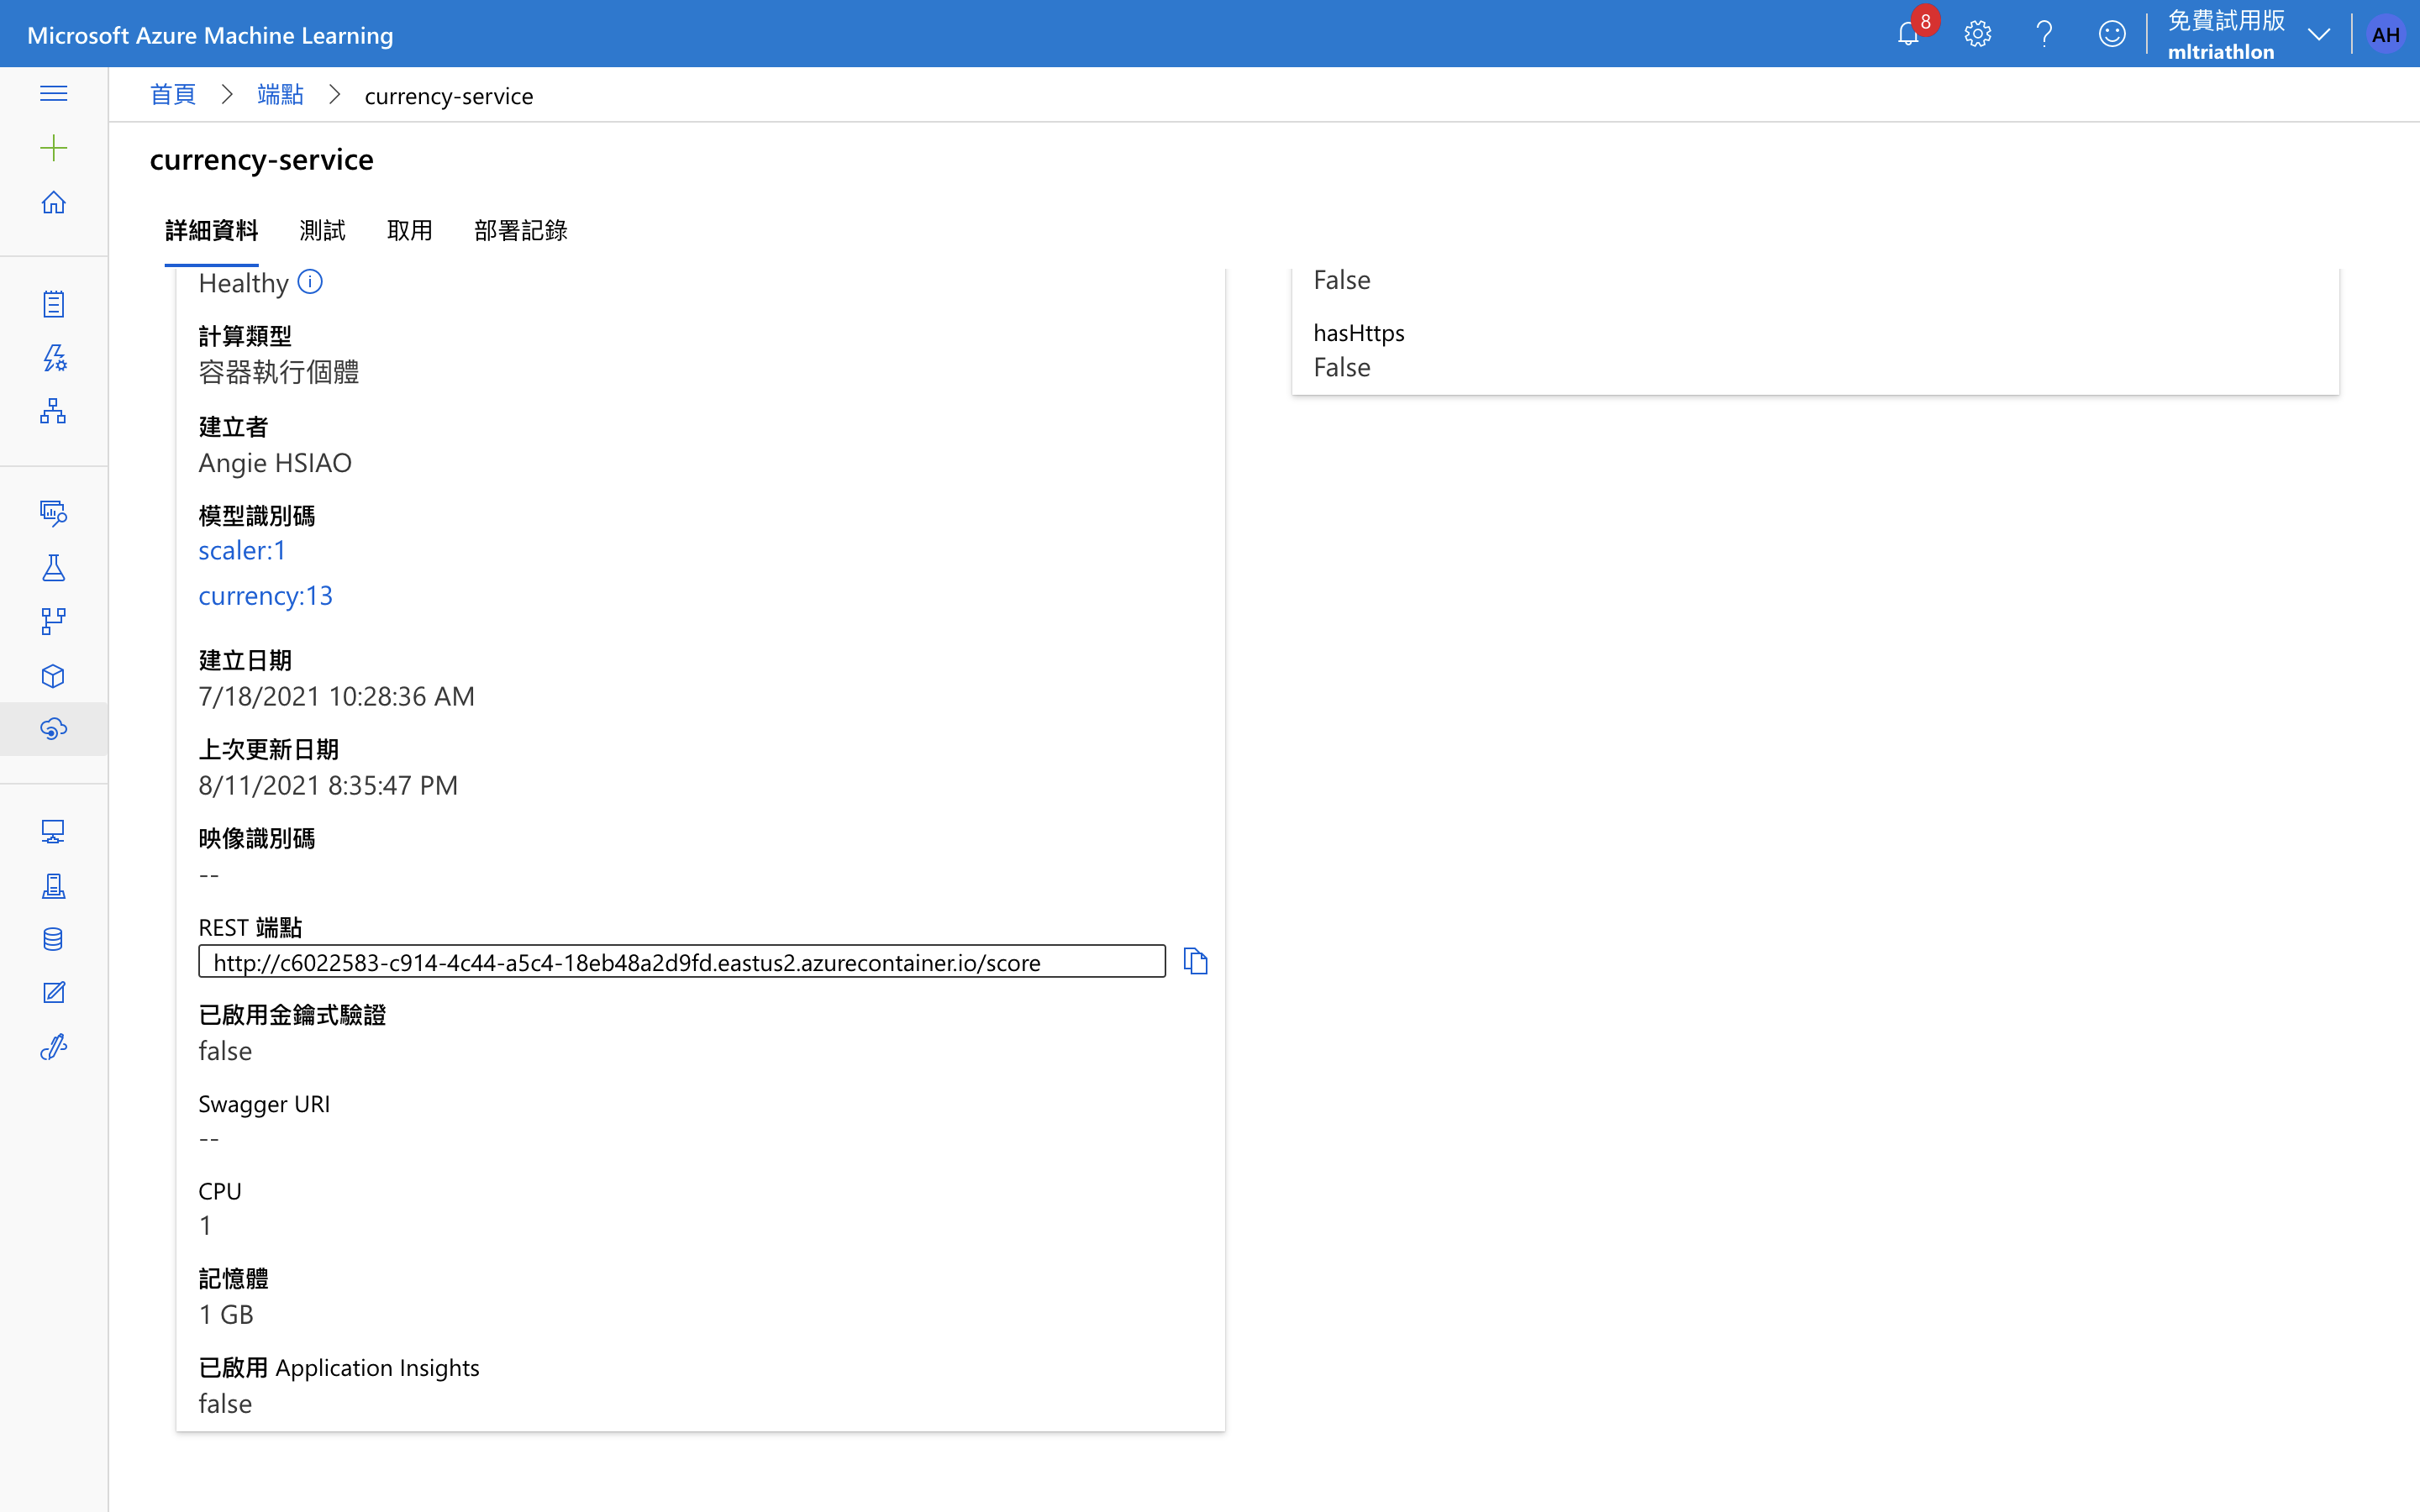 Microsoft Azure Machine Learning
8
免費試用版
mltriathlon
AH
首頁 > 端點 > currency-service
currency-service
詳細資料 測試 取用 部署記錄
Healthy
計算類型
容器執行個體
建立者
Angie HSIAO
模型識別碼
scaler:1
currency:13
建立日期
7/18/2021 10:28:36 AM
上次更新日期
8/11/2021 8:35:47 PM
映像識別碼
--
REST 端點
http://c6022583-c914-4c44-a5c4-18eb48a2d9fd.eastus2.azurecontainer.io/score
已啟用金鑰式驗證
false
Swagger URI
--
CPU
1
記憶體
1 GB
已啟用 Application Insights
false
False
hasHttps
False